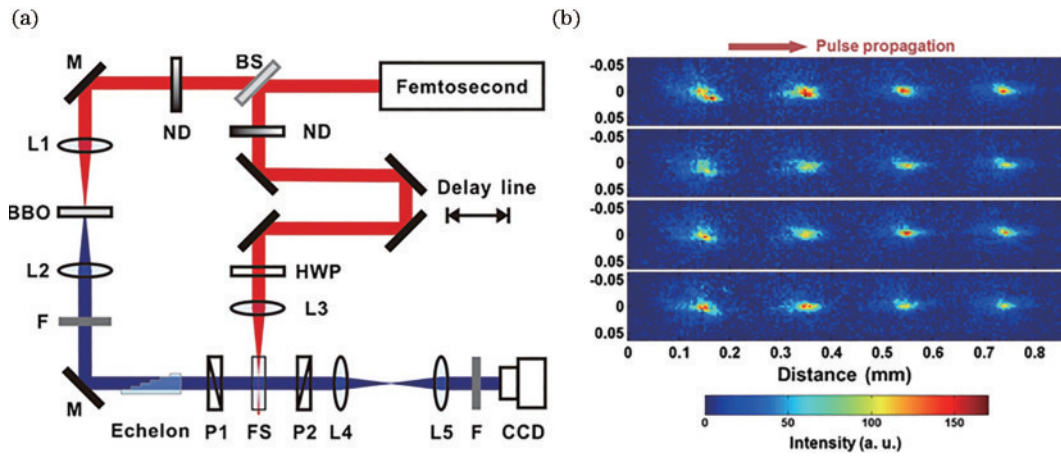 (a)
M
BS
Femtosecond
ND
ND
L1
Delay line
BBO
L2
HWP
F
L3
M
Echelon
P1
FS
P2
L4
L5
F
CCD
(b)
Pulse propagation
-0.05
0
0.05
-0.05
0
0.05
-0.05
0
0.05
-0.05
0
0.05
0 0.1 0.2 0.3 0.4 0.5 0.6 0.7 0.8
Distance (mm)
0 50 100 150
Intensity (a. u.)